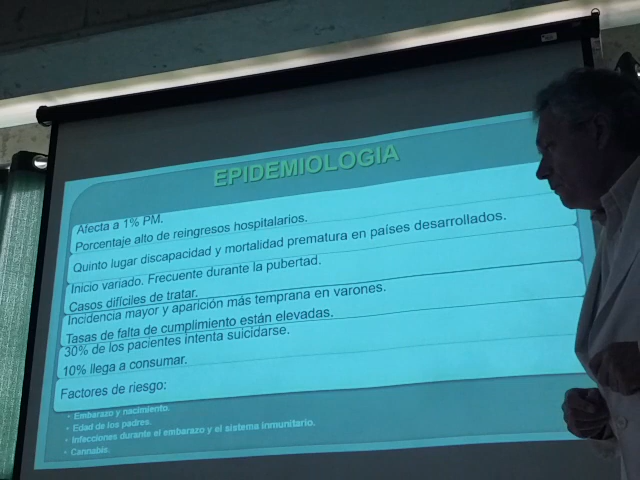 EPIDEMIOLOGIA
Afecta a 1% PM.
Porcentaje alto de reingresos hospitalarios.
Quinto lugar discapacidad y mortalidad prematura en países desarrollados.
Inicio variado. Frecuente durante la pubertad.
Casos difíciles de tratar.
Incidencia mayor y aparición más temprana en varones.
Tasas de falta de cumplimiento están elevadas.
30% de los pacientes intenta suicidarse.
10% llega a consumar.
Factores de riesgo:
• Embarazo y nacimiento.
• Edad de los padres.
• Infecciones durante el embarazo y el sistema inmunitario.
• Cannabis.